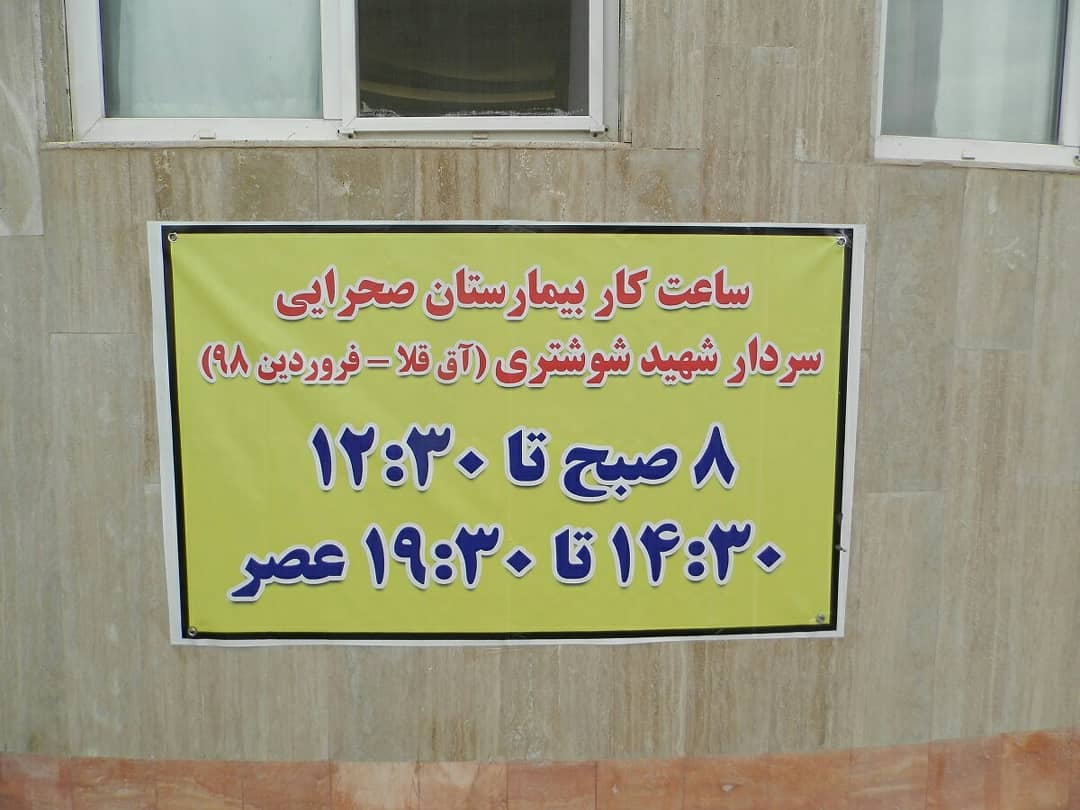 ساعت کار بیمارستان صحرایی
سردار شهید شوشتری (آق قلا – فروردین ۹۸)
۸ صبح تا ۱۲:۳۰
۱۴:۳۰ تا ۱۹:۳۰ عصر